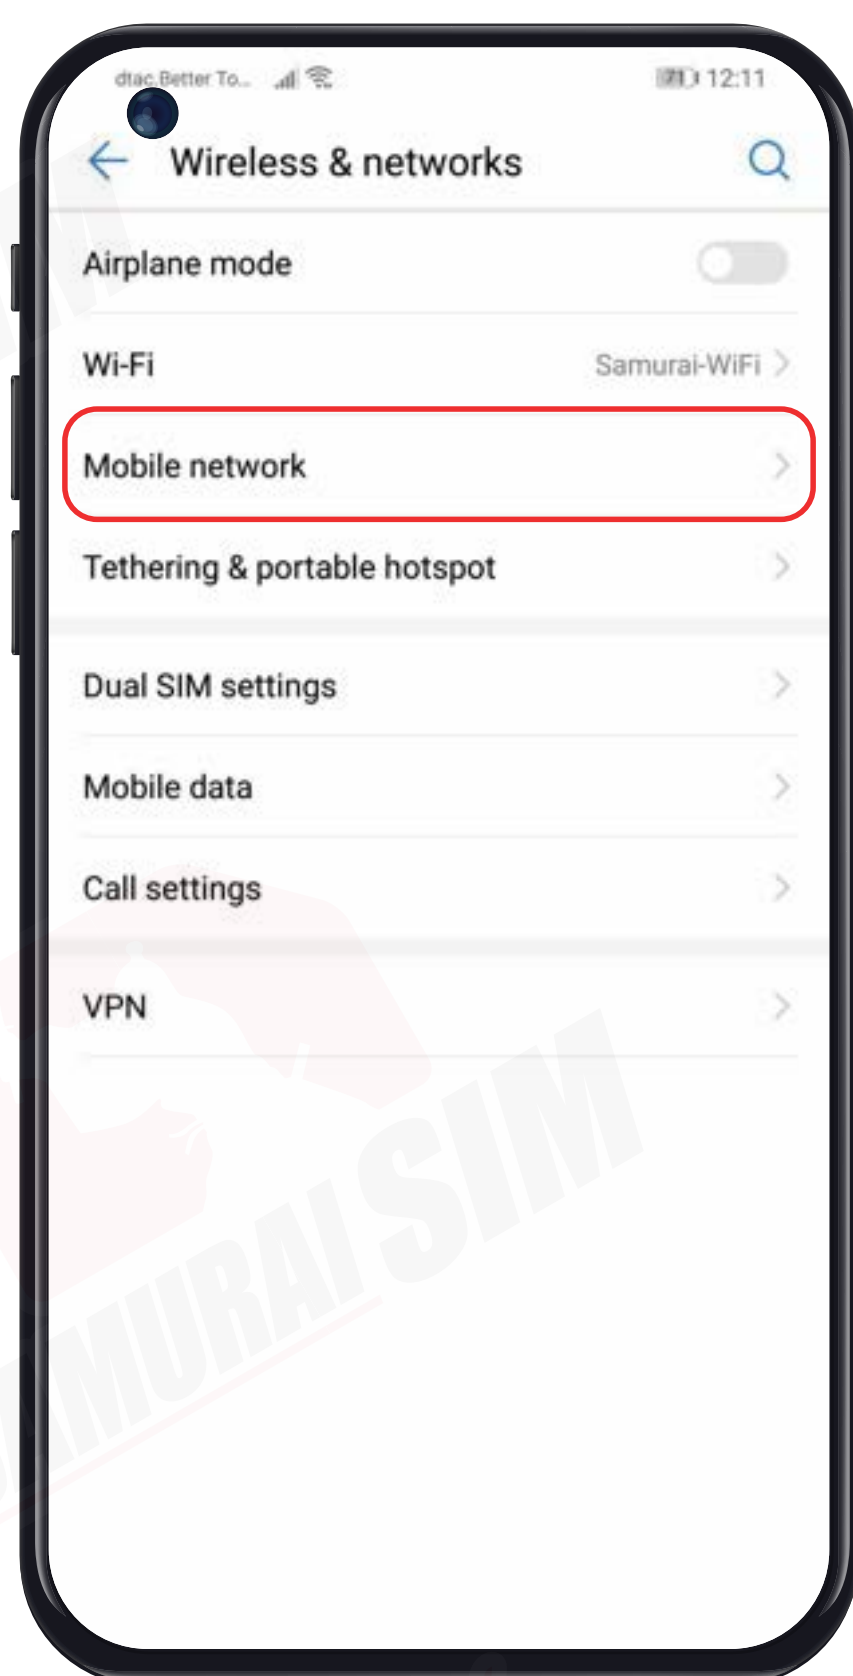 dtac,Better To...
71 12:11
Wireless & networks
Airplane mode
Wi-Fi Samurai-WiFi
Mobile network
Tethering & portable hotspot
Dual SIM settings
Mobile data
Call settings
VPN
SAMURAI SIM